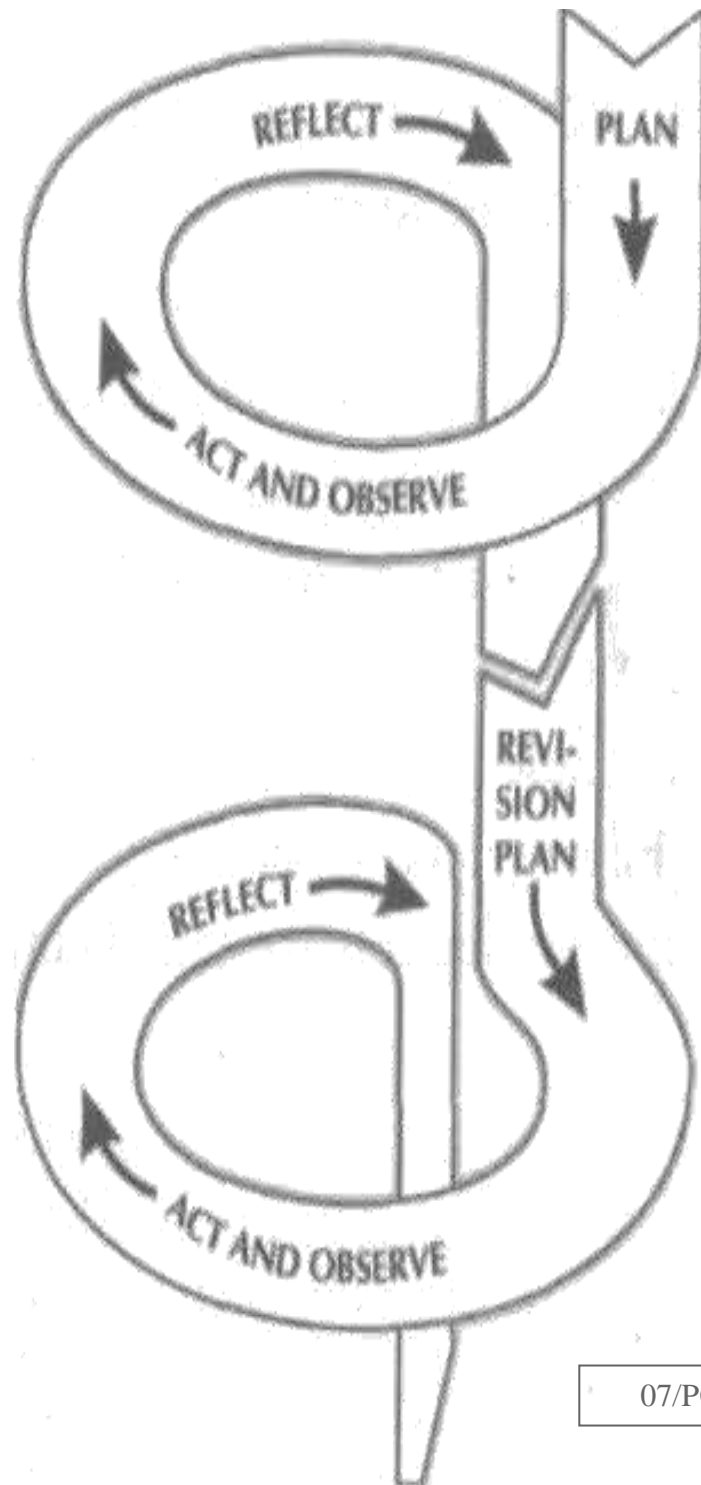 REFLECT
PLAN
ACT AND OBSERVE
REVI-
SION
PLAN
REFLECT
ACT AND OBSERVE